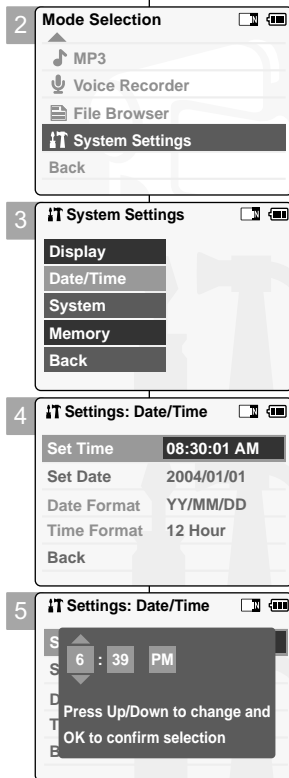 2
Mode Selection
MP3
Voice Recorder
File Browser
System Settings
Back
3
System Settings
Display
Date/Time
System
Memory
Back
4
Settings: Date/Time
Set Time 08:30:01 AM
Set Date 2004/01/01
Date Format YY/MM/DD
Time Format 12 Hour
Back
5
Settings: Date/Time
6 : 39 PM
Press Up/Down to change and
OK to confirm selection